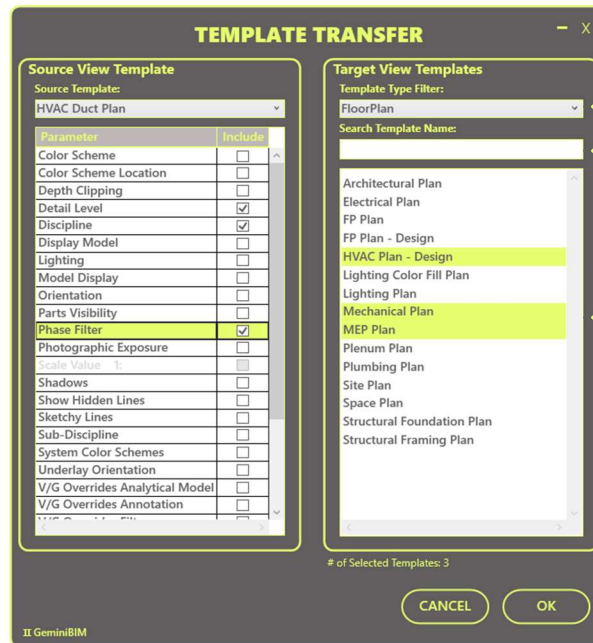 TEMPLATE TRANSFER
X
Source View Template
Source Template:
HVAC Duct Plan
Parameter Include
Color Scheme
Color Scheme Location
Depth Clipping
Detail Level
Discipline
Display Model
Lighting
Model Display
Orientation
Parts Visibility
Phase Filter
Photographic Exposure
Scale Value 1:
Shadows
Show Hidden Lines
Sketchy Lines
Sub-Discipline
System Color Schemes
Underlay Orientation
V/G Overrides Analytical Model
V/G Overrides Annotation
Target View Templates
Template Type Filter:
FloorPlan
Search Template Name:
Architectural Plan
Electrical Plan
FP Plan
FP Plan - Design
HVAC Plan - Design
Lighting Color Fill Plan
Lighting Plan
Mechanical Plan
MEP Plan
Plenum Plan
Plumbing Plan
Site Plan
Space Plan
Structural Foundation Plan
Structural Framing Plan
# of Selected Templates: 3
CANCEL OK
GeminiBIM